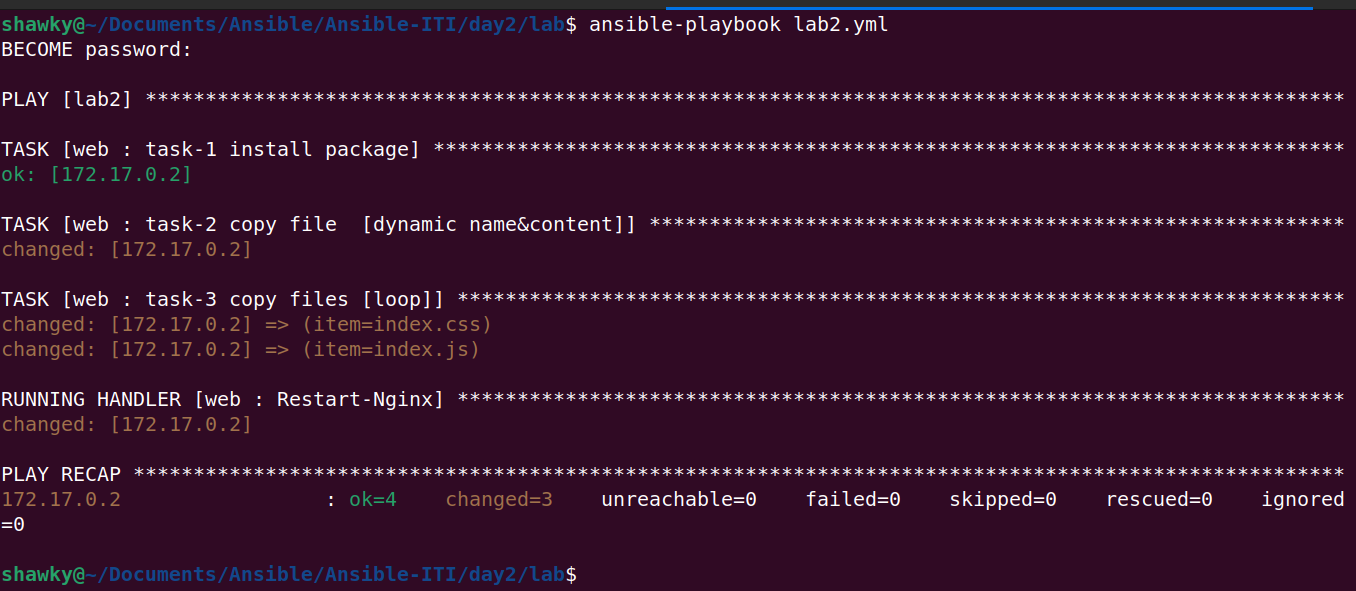 shawky@~/Documents/Ansible/Ansible-ITI/day2/lab$ ansible-playbook lab2.yml
BECOME password:
PLAY [lab2] ****************************************************************************************************
TASK [web : task-1 install package] ****************************************************************************
ok: [172.17.0.2]
TASK [web : task-2 copy file  [dynamic name&content]] **********************************************************
changed: [172.17.0.2]
TASK [web : task-3 copy files [loop]] **************************************************************************
changed: [172.17.0.2] => (item=index.css)
changed: [172.17.0.2] => (item=index.js)
RUNNING HANDLER [web : Restart-Nginx] **************************************************************************
changed: [172.17.0.2]
PLAY RECAP *****************************************************************************************************
172.17.0.2                 : ok=4    changed=3    unreachable=0    failed=0    skipped=0    rescued=0    ignored
=0
shawky@~/Documents/Ansible/Ansible-ITI/day2/lab$